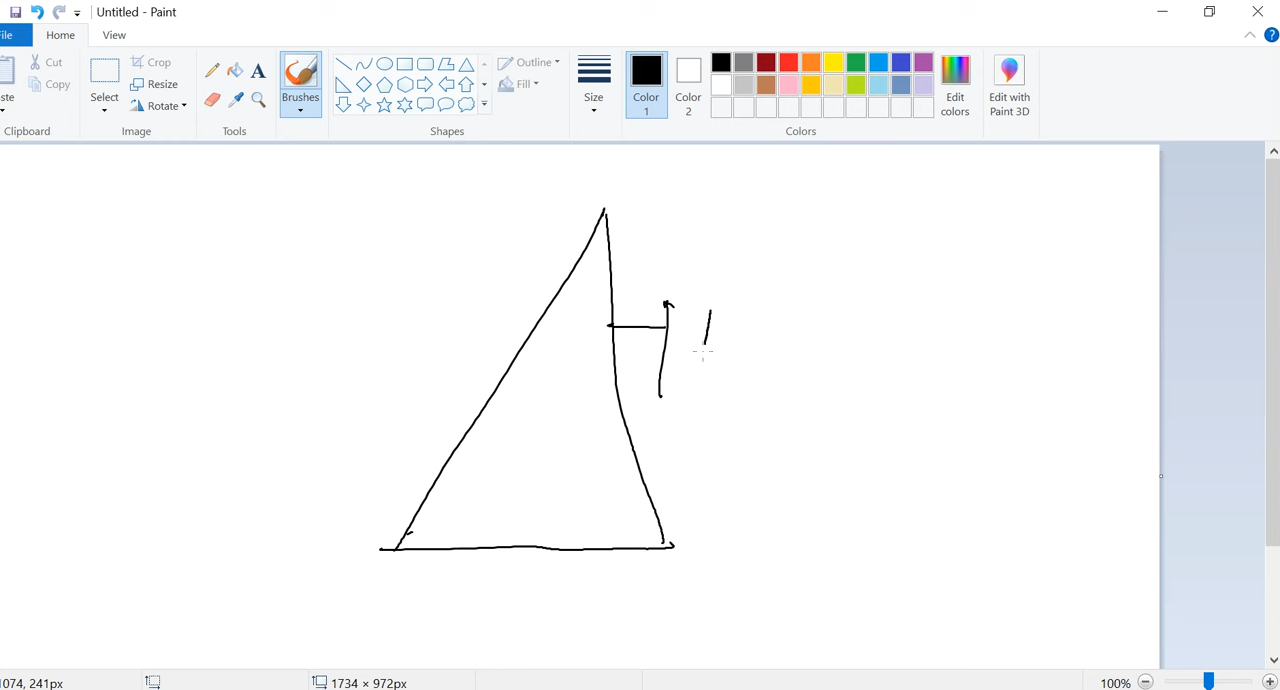 Untitled - Paint
File
Home
View
Cut
Copy
Clipboard
Select
Crop
Resize
Rotate
Image
A
Tools
Brushes
Outline
Fill
Shapes
Size
Color 1
Color 2
Edit colors
Edit with Paint 3D
Colors
?
1074, 241px
1734 × 972px
100%